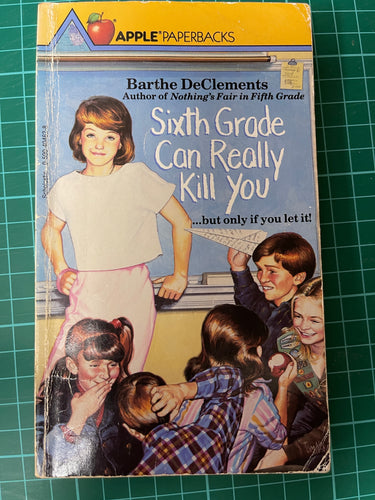 APPLE® PAPERBACKS
Barthe DeClements
Author of Nothing's Fair in Fifth Grade
Sixth Grade
Can Really
Kill You
...but only if you let it!
Scholastic